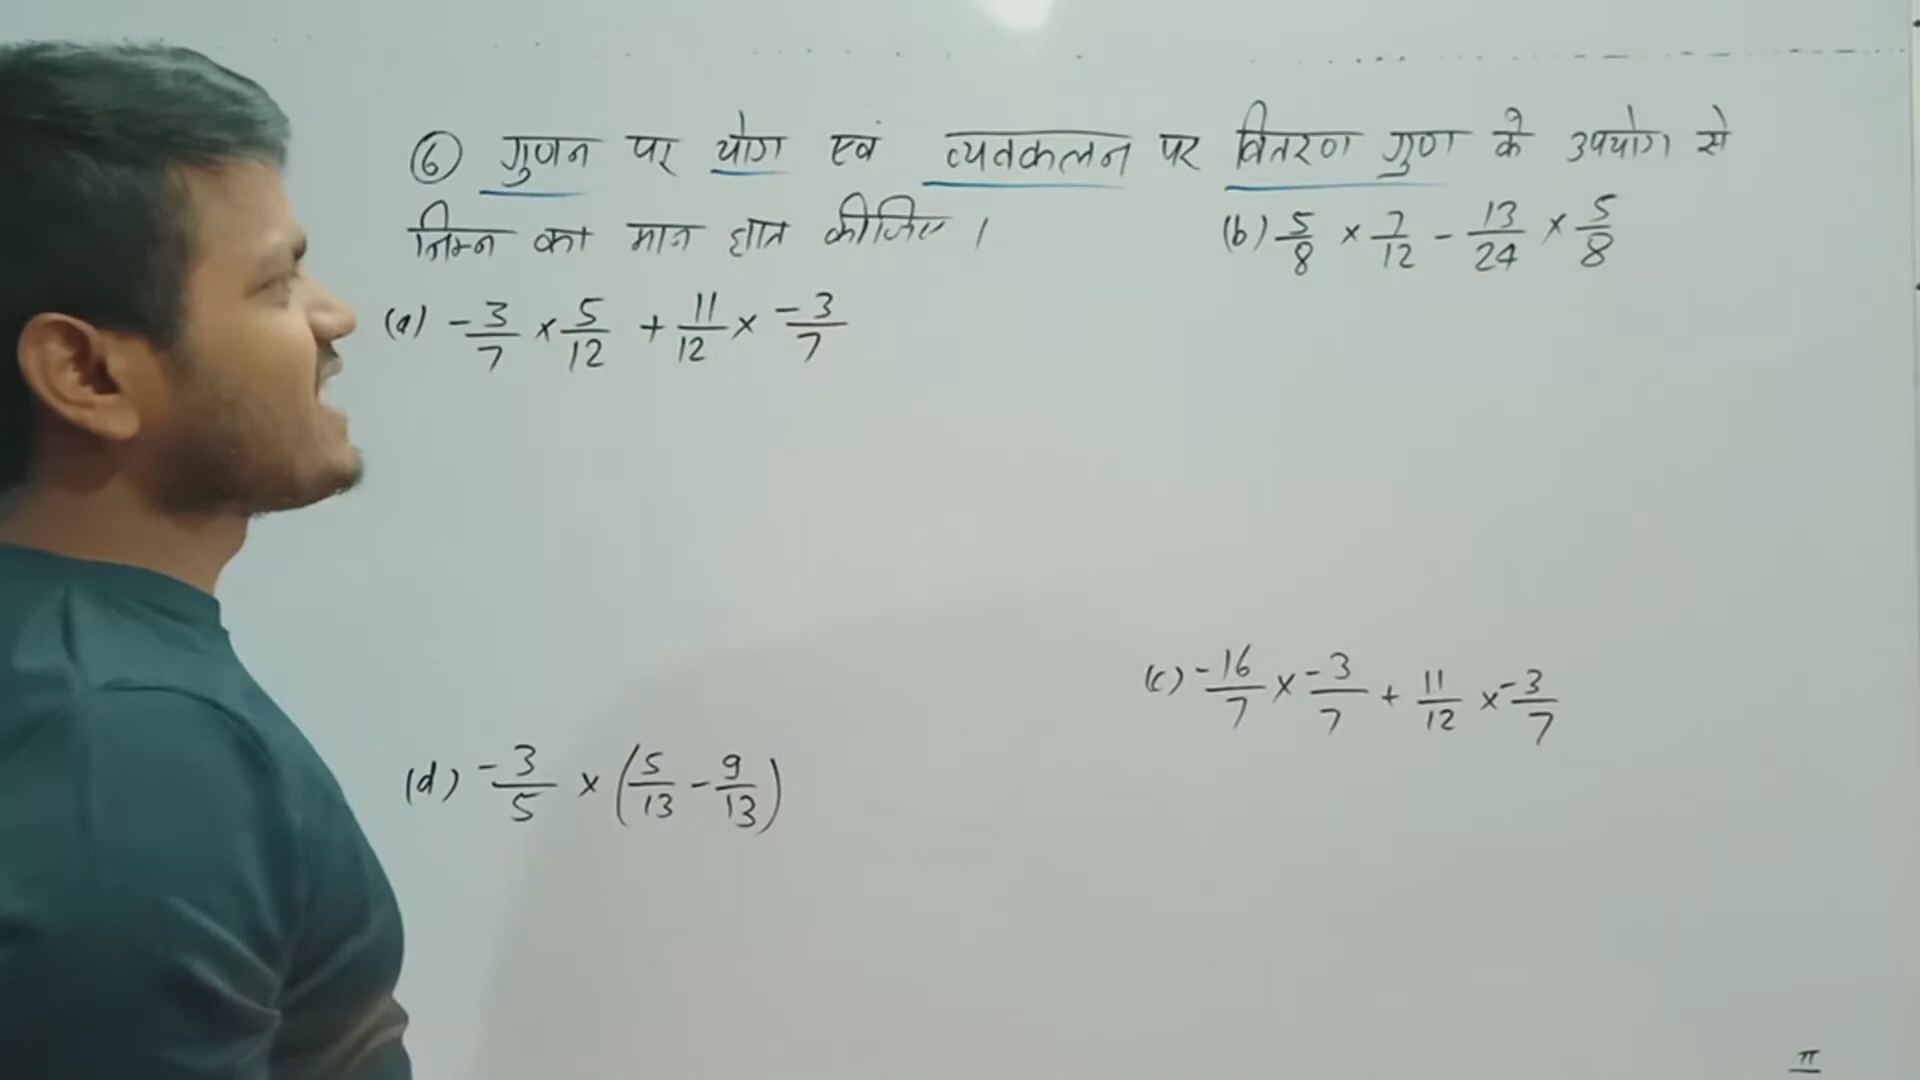 ⑥ गुणन पर योग एवं व्यवकलन पर वितरण गुण के उपयोग से
निम्न का मान ज्ञात कीजिए ।
(a) -3/7 × 5/12 + 11/12 × -3/7
(b) 5/8 × 7/12 - 13/24 × 5/8
(c) -16/7 × -3/7 + 11/12 × -3/7
(d) -3/5 × (5/13 - 9/13)
π